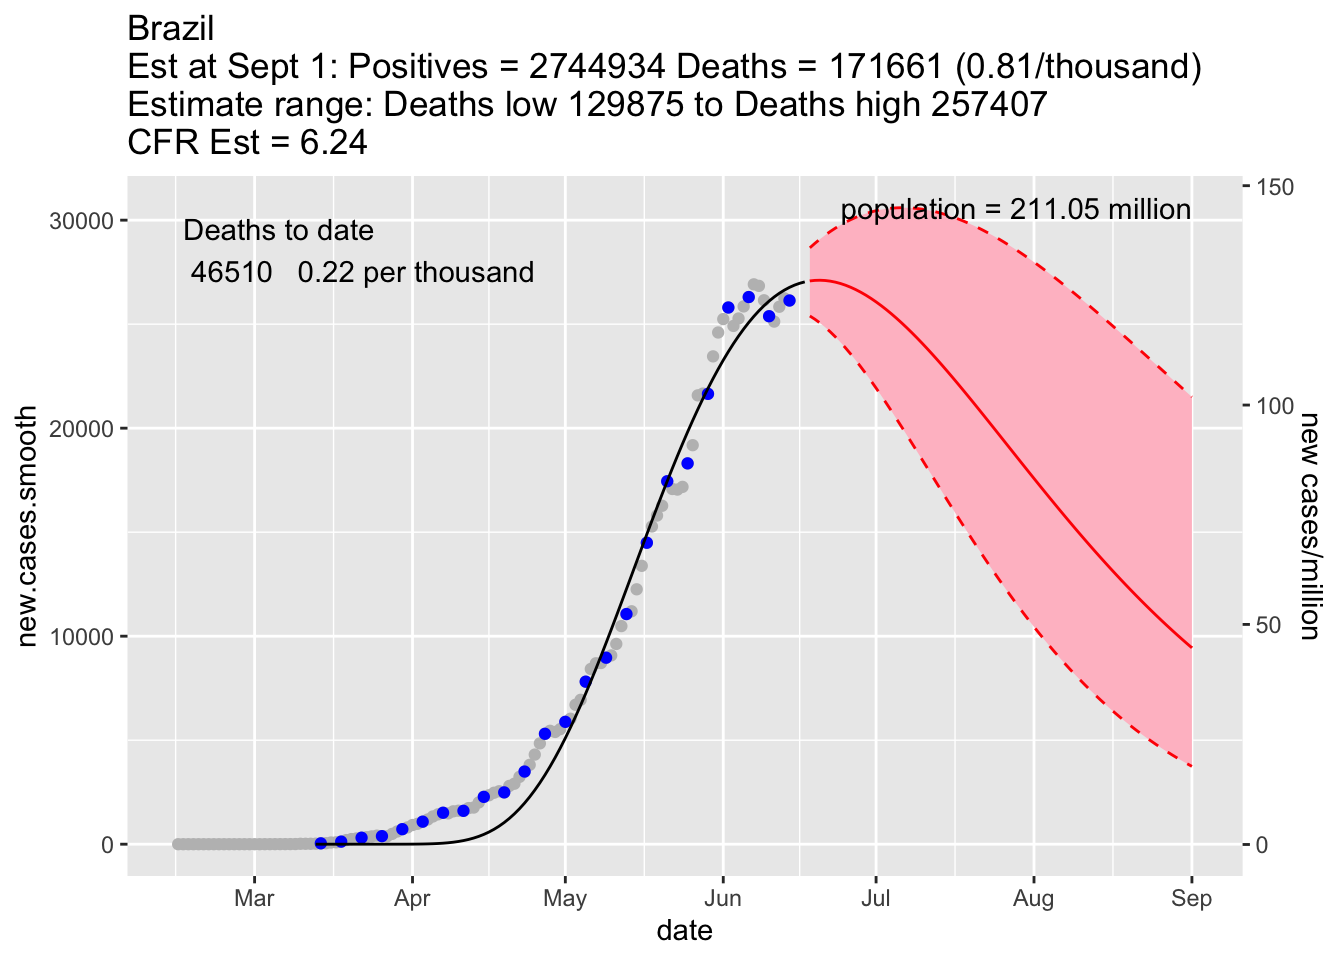 Brazil
Est at Sept 1: Positives = 2744934 Deaths = 171661 (0.81/thousand)
Estimate range: Deaths low 129875 to Deaths high 257407
CFR Est = 6.24
Deaths to date
46510 0.22 per thousand
population = 211.05 million
new.cases.smooth
30000
20000
10000
0
150
100
50
0
new cases/million
Mar Apr May Jun Jul Aug Sep
date